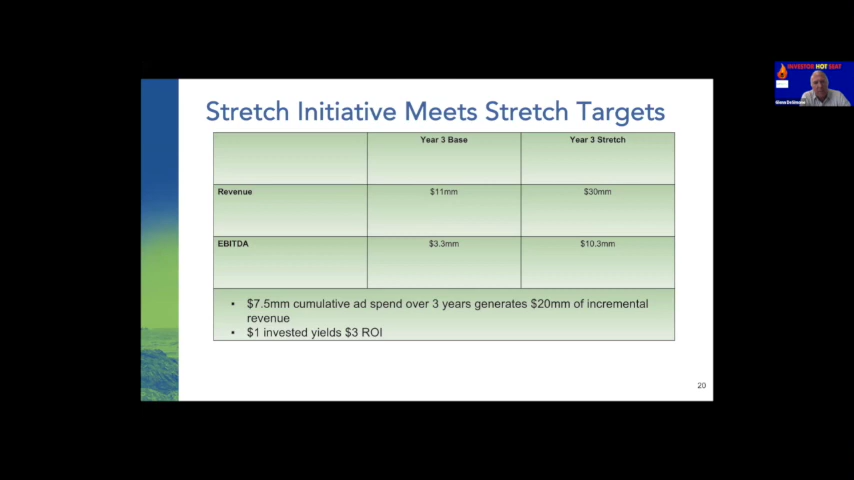 INVESTOR HOT SEAT
Stretch Initiative Meets Stretch Targets
Year 3 Base Year 3 Stretch
Revenue $11mm $30mm
EBITDA $3.3mm $10.3mm
• $7.5mm cumulative ad spend over 3 years generates $20mm of incremental
revenue
• $1 invested yields $3 ROI
20